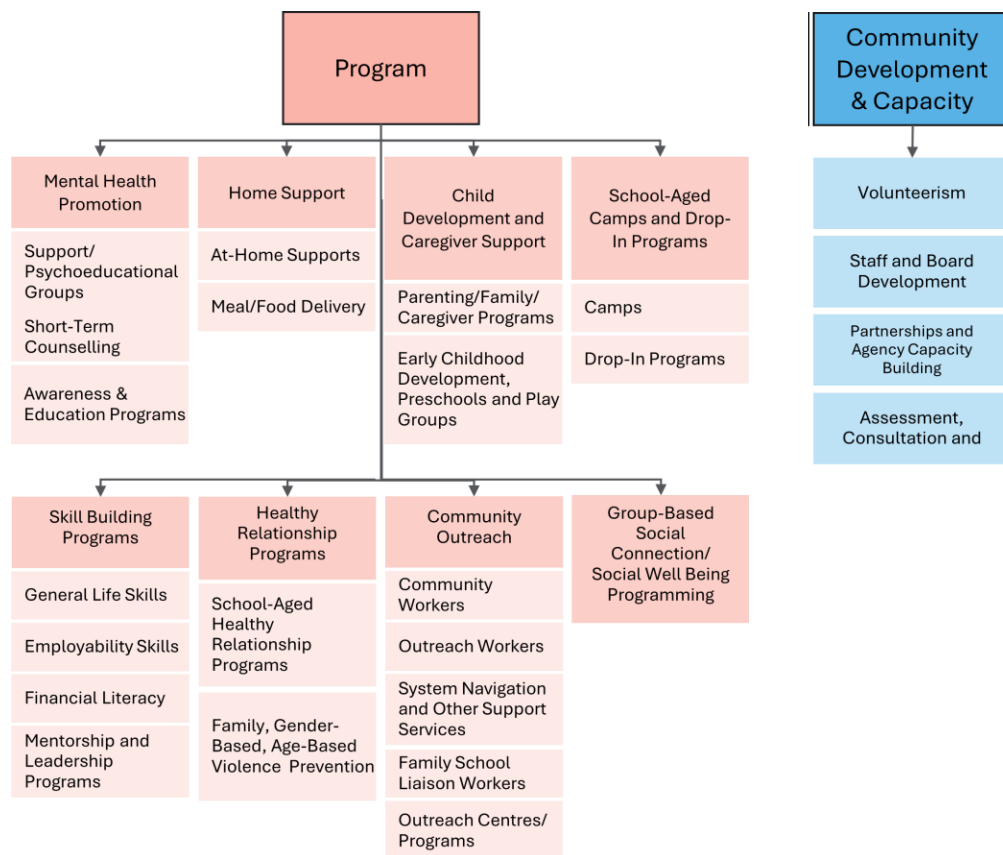 Program
Mental Health
Promotion
Support/
Psychoeducational
Groups
Short-Term
Counselling
Awareness &
Education Programs
Home Support
At-Home Supports
Meal/Food Delivery
Child
Development and
Caregiver Support
Parenting/Family/
Caregiver Programs
Early Childhood
Development,
Preschools and Play
Groups
School-Aged
Camps and Drop-
In Programs
Camps
Drop-In Programs
Skill Building
Programs
General Life Skills
Employability Skills
Financial Literacy
Mentorship and
Leadership
Programs
Healthy
Relationship
Programs
School-Aged
Healthy
Relationship
Programs
Family, Gender-
Based, Age-Based
Violence Prevention
Community
Outreach
Community
Workers
Outreach Workers
System Navigation
and Other Support
Services
Family School
Liaison Workers
Outreach Centres/
Programs
Group-Based
Social
Connection/
Social Well Being
Programming
Community
Development
& Capacity
Volunteerism
Staff and Board
Development
Partnerships and
Agency Capacity
Building
Assessment,
Consultation and